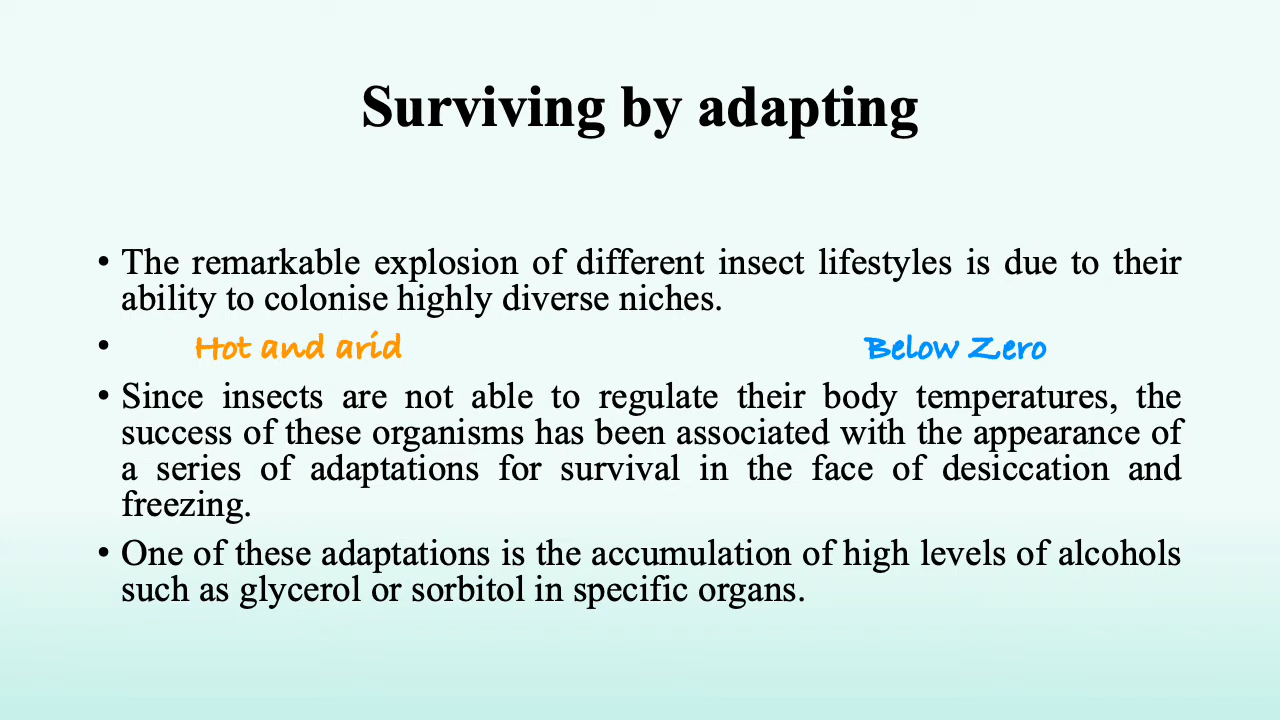 Surviving by adapting
• The remarkable explosion of different insect lifestyles is due to their
ability to colonise highly diverse niches.
• Hot and arid Below Zero
• Since insects are not able to regulate their body temperatures, the
success of these organisms has been associated with the appearance of
a series of adaptations for survival in the face of desiccation and
freezing.
• One of these adaptations is the accumulation of high levels of alcohols
such as glycerol or sorbitol in specific organs.